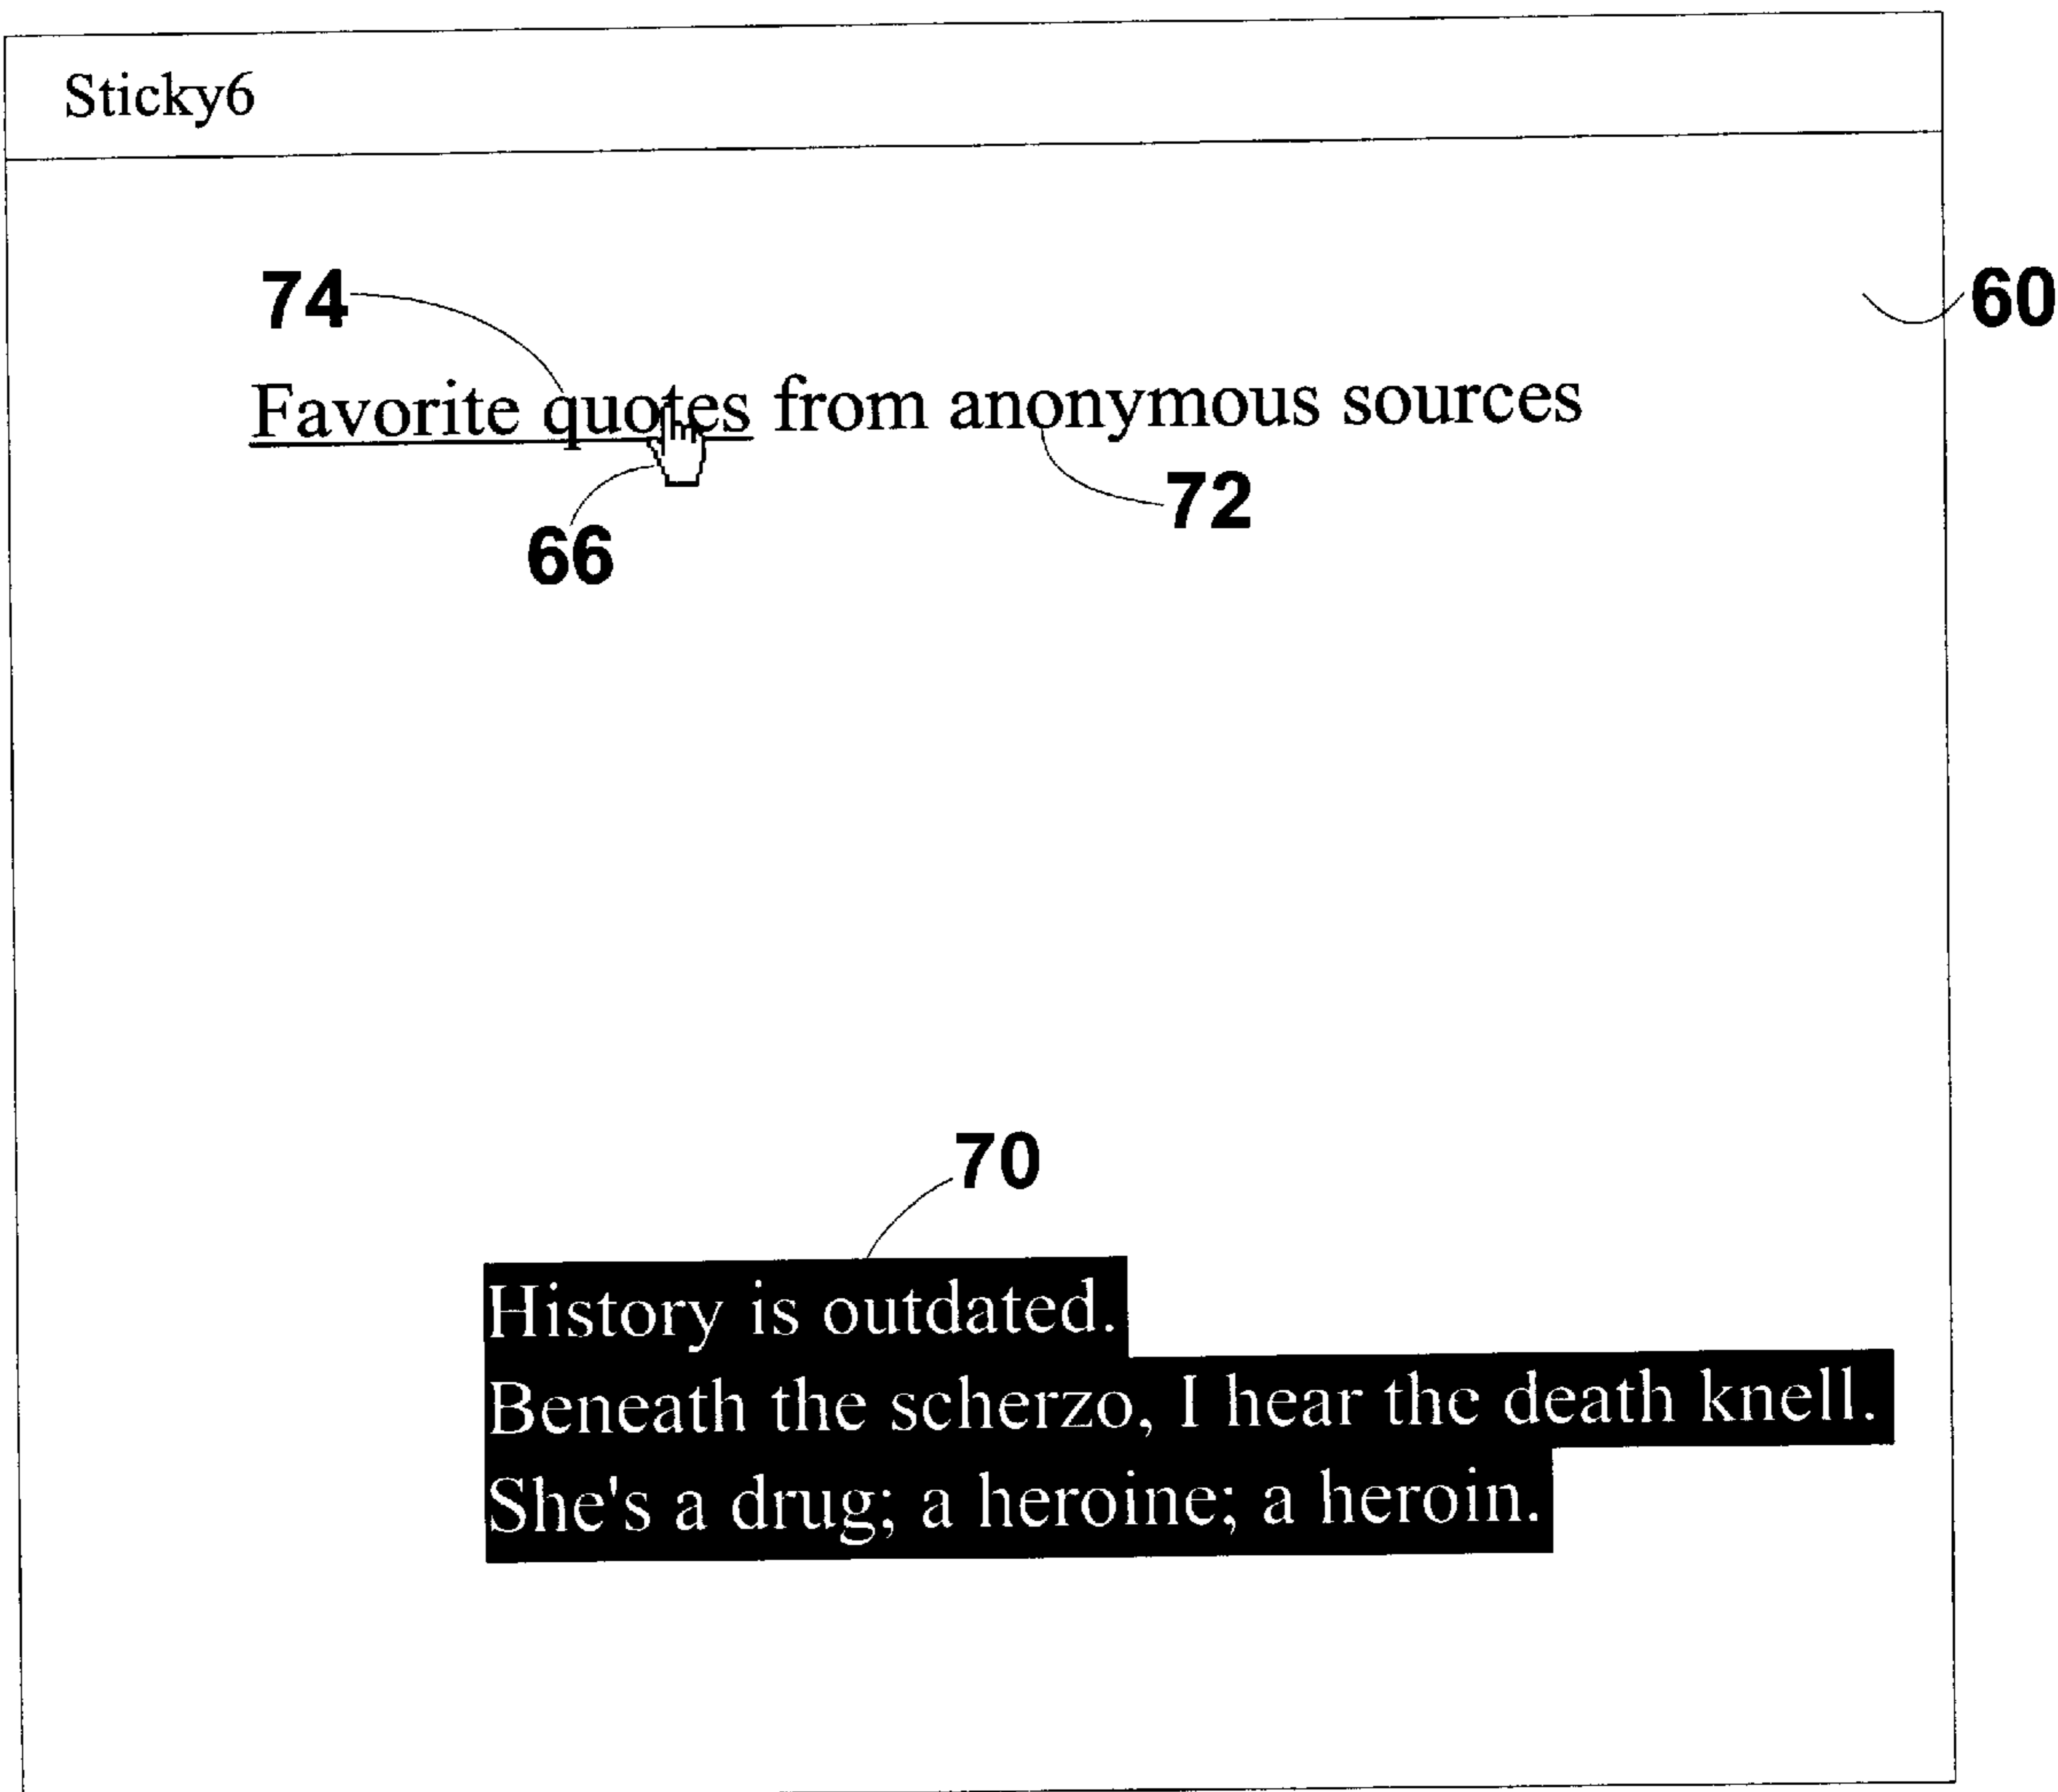 Sticky6
74
60
Favorite quotes from anonymous sources
72
66
70
History is outdated.
Beneath the scherzo, I hear the death knell.
She's a drug; a heroine; a heroin.